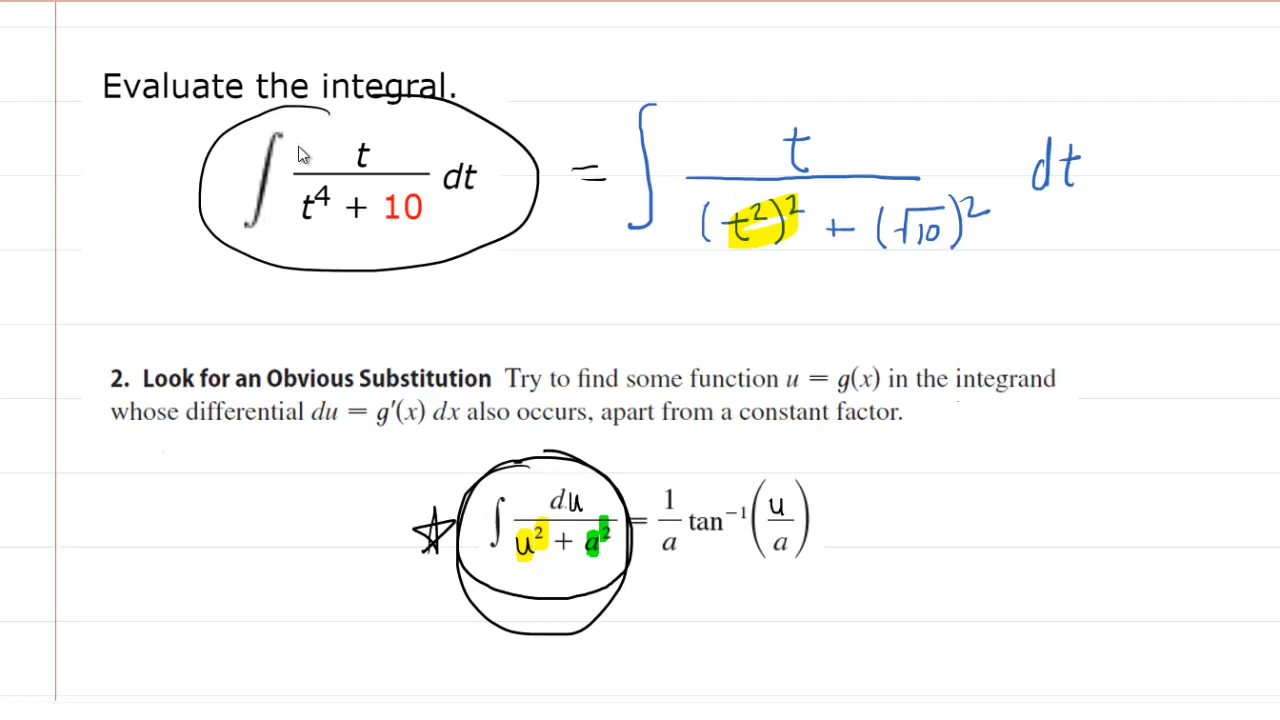 Evaluate the integral.
∫ t / (t⁴ + 10) dt = ∫ t / ((t²)² + (√10)²) dt
2. Look for an Obvious Substitution Try to find some function u = g(x) in the integrand
whose differential du = g′(x) dx also occurs, apart from a constant factor.
∫ du / (u² + a²) = 1/a tan⁻¹(u/a)